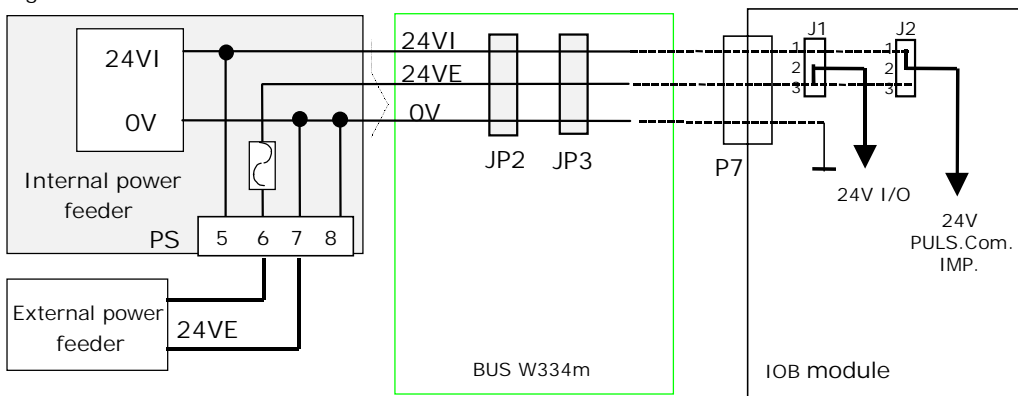 24VI
0V
Internal power
feeder
PS
5 6 7 8
External power
feeder
24VE
24VI
24VE
0V
JP2 JP3
BUS W334m
P7
J1
1
2
3
J2
1
2
3
24V I/O
24V
PULS.Com.
IMP.
IOB module